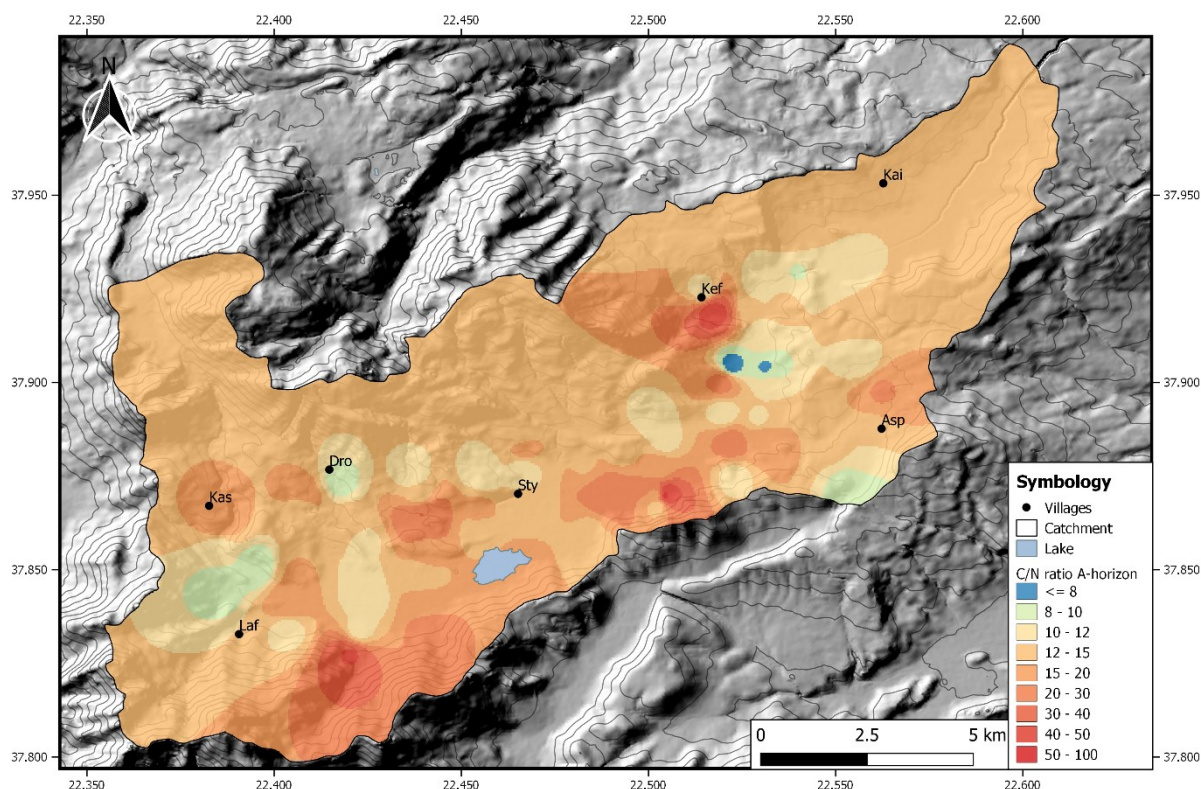 22.350 22.400 22.450 22.500 22.550 22.600
N
37.950 37.950
Kai
Kef
37.900 37.900
Asp
Dro
Sty
Kas
37.850 37.850
Laf
37.800 37.800
Symbology
Villages
Catchment
Lake
C/N ratio A-horizon
<= 8
8 - 10
10 - 12
12 - 15
15 - 20
20 - 30
30 - 40
40 - 50
50 - 100
0 2.5 5 km
22.350 22.400 22.450 22.500 22.550 22.600